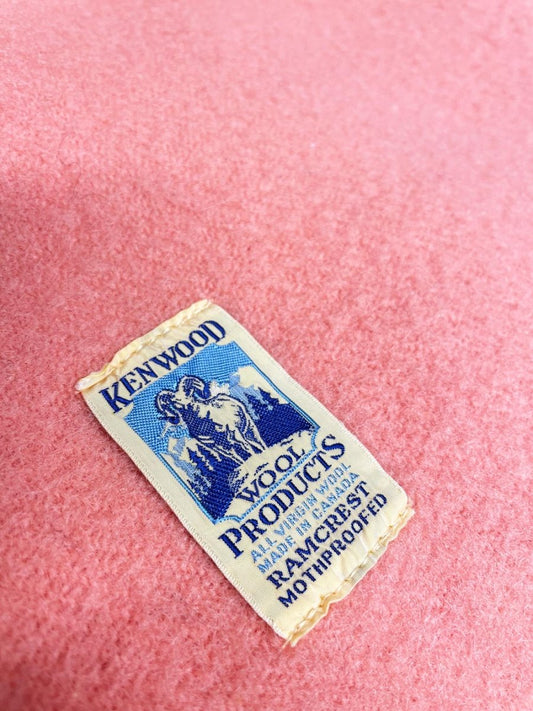 KENWOOD
WOOL
PRODUCTS
ALL VIRGIN WOOL
MADE IN CANADA
RAMCREST
MOTHPROOFED